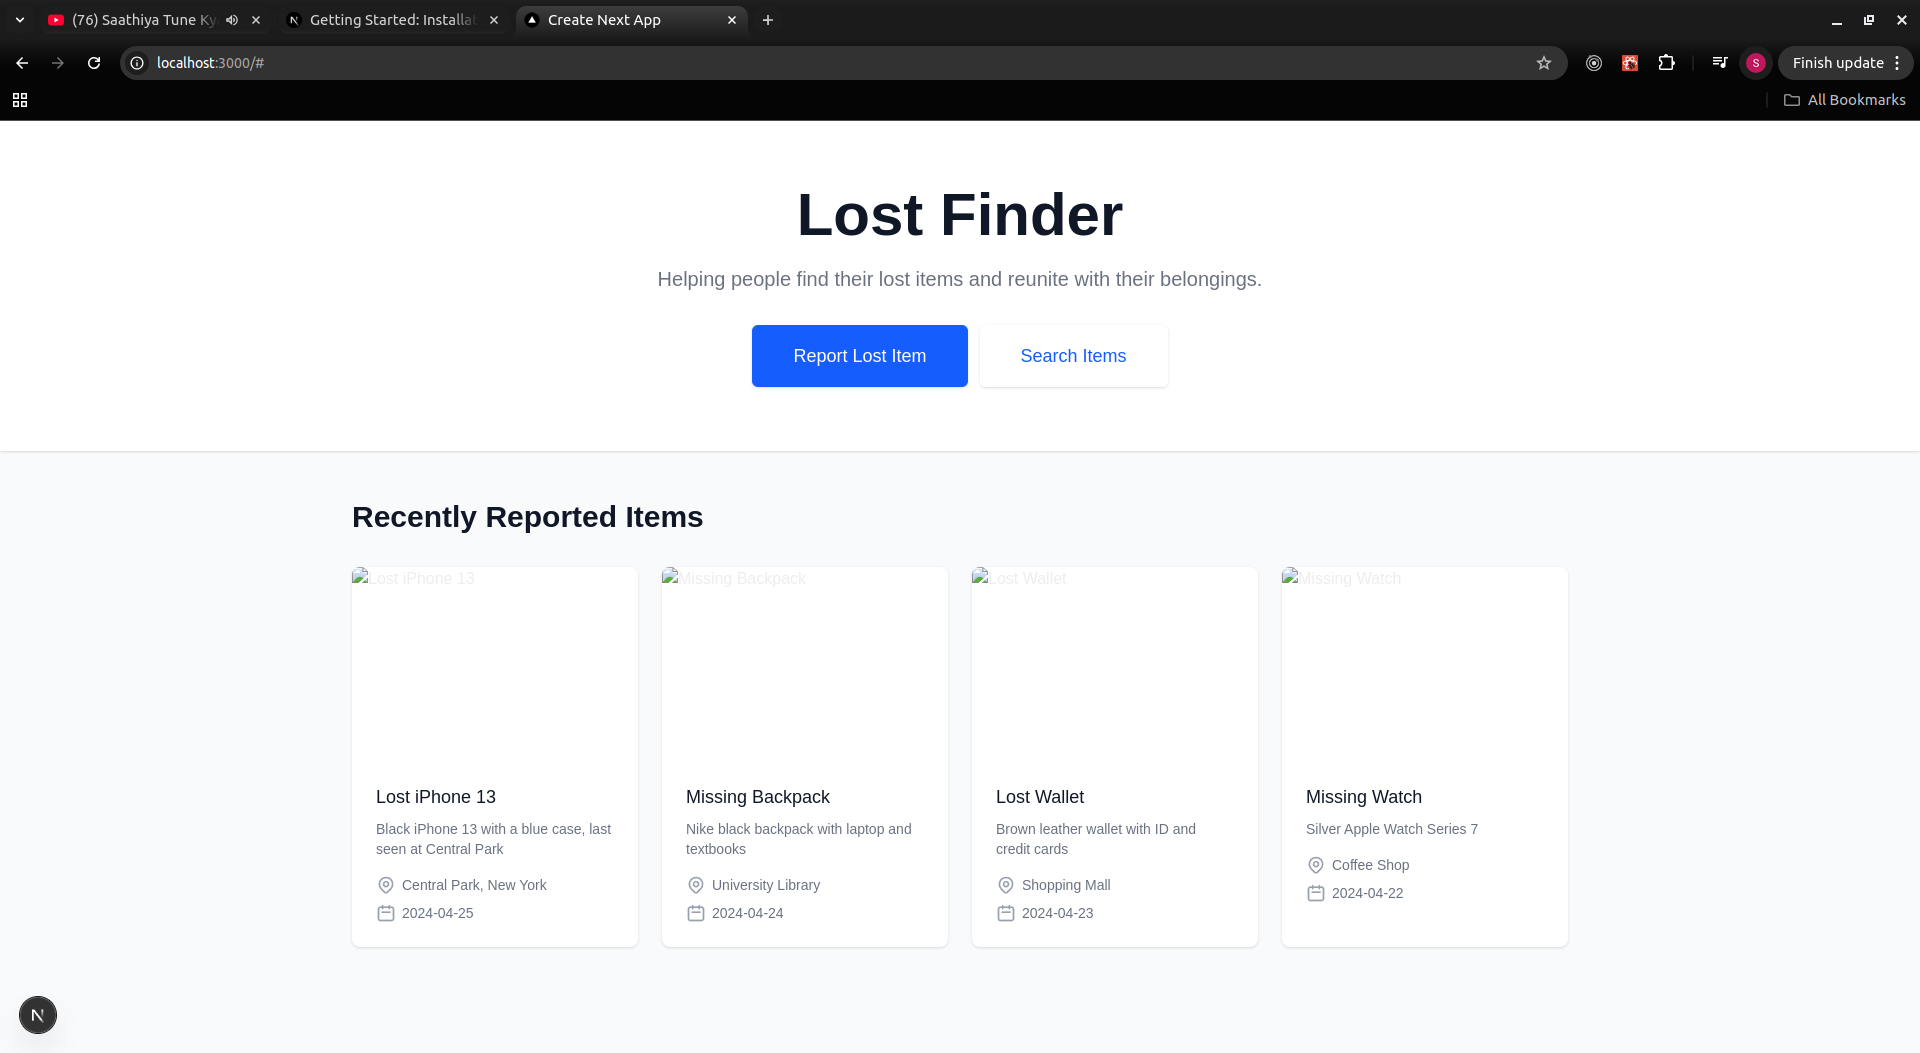 (76) Saathiya Tune Ky
Getting Started: Installat
Create Next App
localhost:3000/#
S
Finish update
All Bookmarks
Lost Finder
Helping people find their lost items and reunite with their belongings.
Report Lost Item
Search Items
Recently Reported Items
Lost iPhone 13
Missing Backpack
Lost Wallet
Missing Watch
Lost iPhone 13
Black iPhone 13 with a blue case, last
seen at Central Park
Central Park, New York
2024-04-25
Missing Backpack
Nike black backpack with laptop and
textbooks
University Library
2024-04-24
Lost Wallet
Brown leather wallet with ID and
credit cards
Shopping Mall
2024-04-23
Missing Watch
Silver Apple Watch Series 7
Coffee Shop
2024-04-22
N